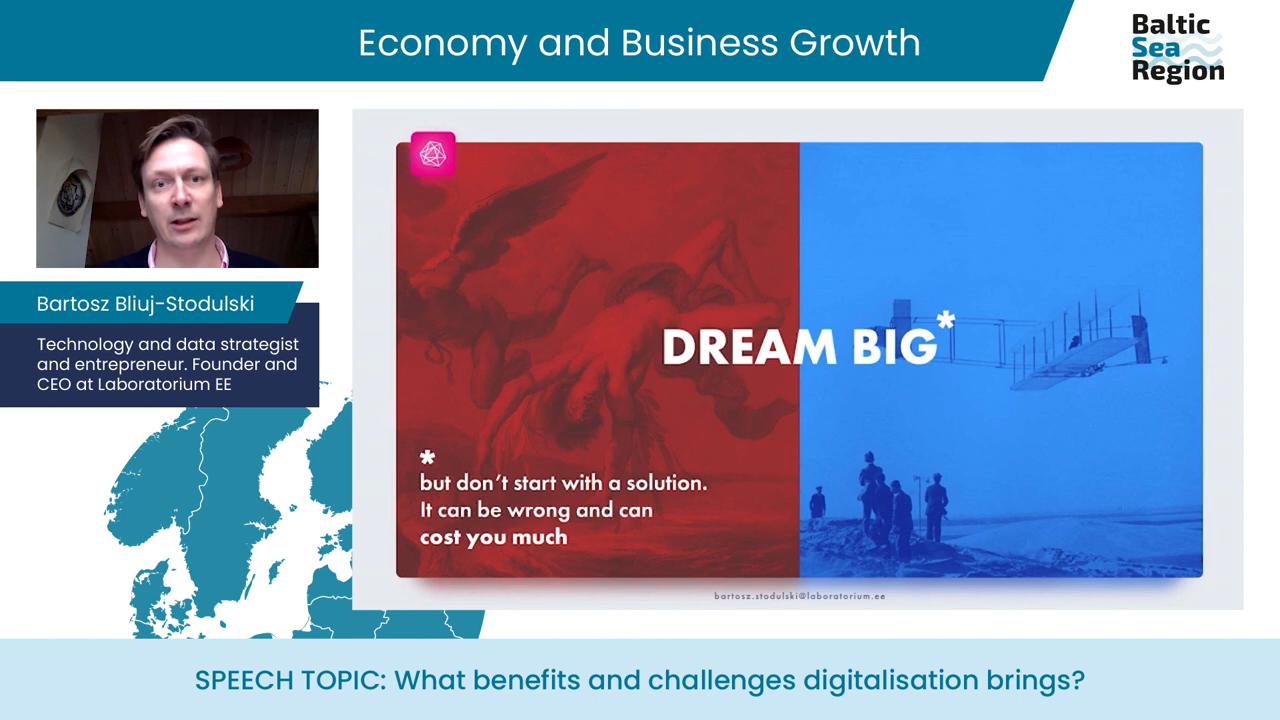 Economy and Business Growth
Baltic
Sea
Region
Bartosz Bliuj-Stodulski
Technology and data strategist
and entrepreneur. Founder and
CEO at Laboratorium EE
DREAM BIG*
*
but don't start with a solution.
It can be wrong and can
cost you much
bartosz.stodulski@laboratorium.ee
SPEECH TOPIC: What benefits and challenges digitalisation brings?